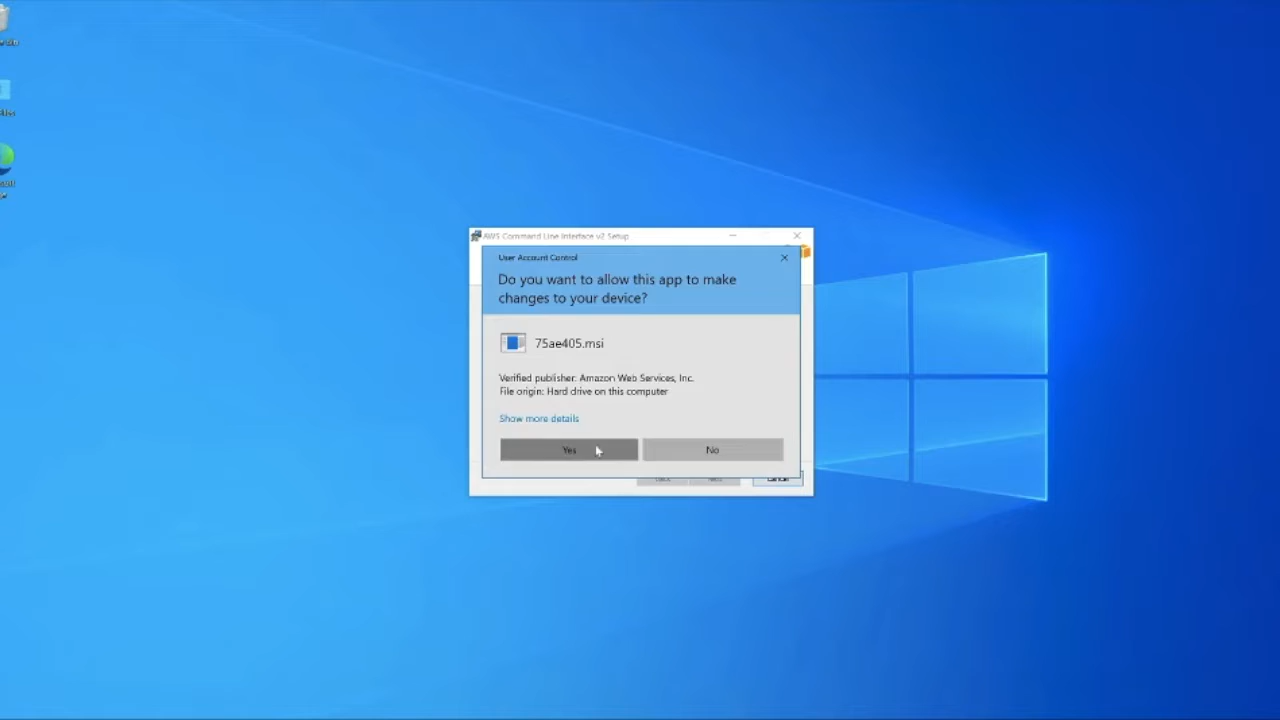 AWS Command Line Interface v2 Setup
User Account Control
Do you want to allow this app to make
changes to your device?
75ae405.msi
Verified publisher: Amazon Web Services, Inc.
File origin: Hard drive on this computer
Show more details
Yes
No
Cancel